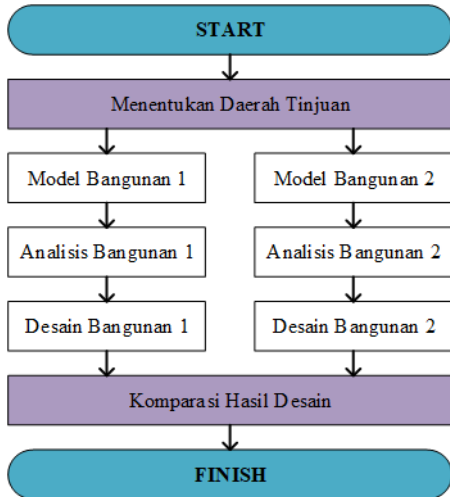 START
Menentukan Daerah Tinjuan
Model Bangunan 1
Model Bangunan 2
Analisis Bangunan 1
Analisis Bangunan 2
Desain Bangunan 1
Desain Bangunan 2
Komparasi Hasil Desain
FINISH